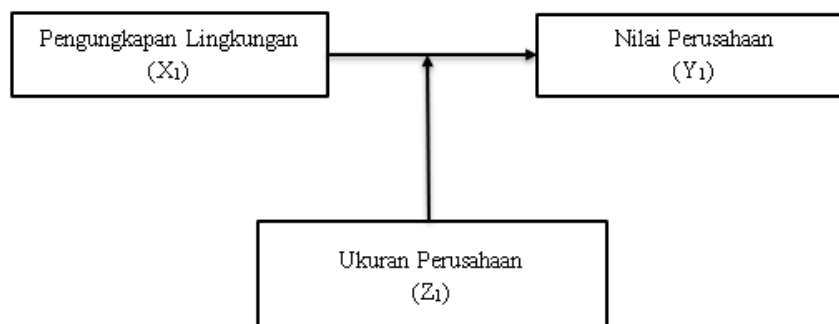 Pengungkapan Lingkungan
(X₁)
Nilai Perusahaan
(Y₁)
Ukuran Perusahaan
(Z₁)